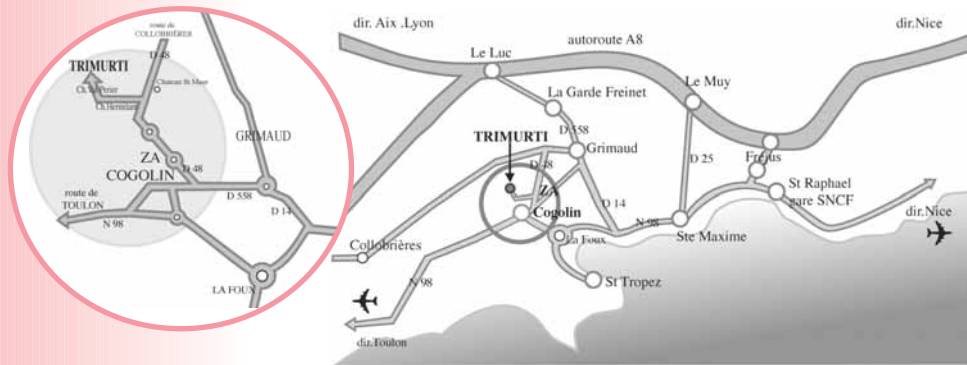 route de
COLLOBRIÈRES
D 48
TRIMURTI
Chateau St Maur
ZA
COGOLIN
D 48
GRIMAUD
route de
TOULON
N 98
D 558
D 14
LA FOUX
dir. Aix .Lyon
dir.Nice
autoroute A8
Le Luc
Le Muy
La Garde Freinet
D 558
TRIMURTI
Grimaud
D 48
ZA
D 25
Fréjus
St Raphael
gare SNCF
Cogolin
D 14
N 98
Ste Maxime
dir.Nice
La Foux
Collobrières
N 98
St Tropez
dir.Toulon